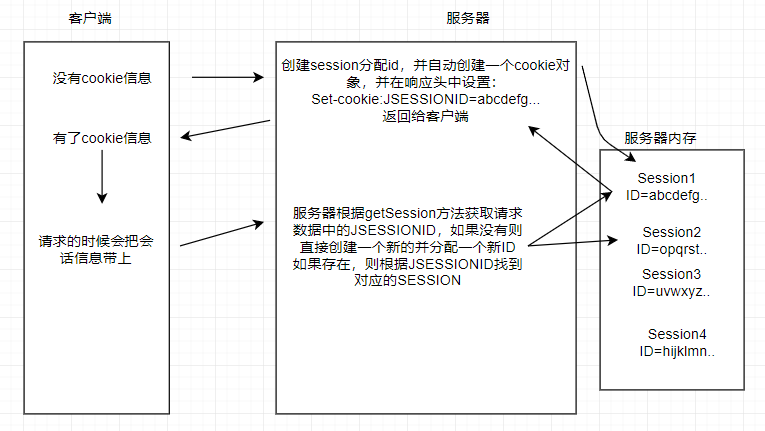 客户端
服务器
没有cookie信息
创建session分配id，并自动创建一个cookie对
象，并在响应头中设置：
Set-cookie:JSESSIONID=abcdefg...
返回给客户端
有了cookie信息
服务器内存
Session1
ID=abcdefg..
请求的时候会把会
话信息带上
服务器根据getSession方法获取请求
数据中的JSESSIONID，如果没有则
直接创建一个新的并分配一个新ID
如果存在，则根据JSESSIONID找到
对应的SESSION
Session2
ID=opqrst..
Session3
ID=uvwxyz..
Session4
ID=hijklmn..